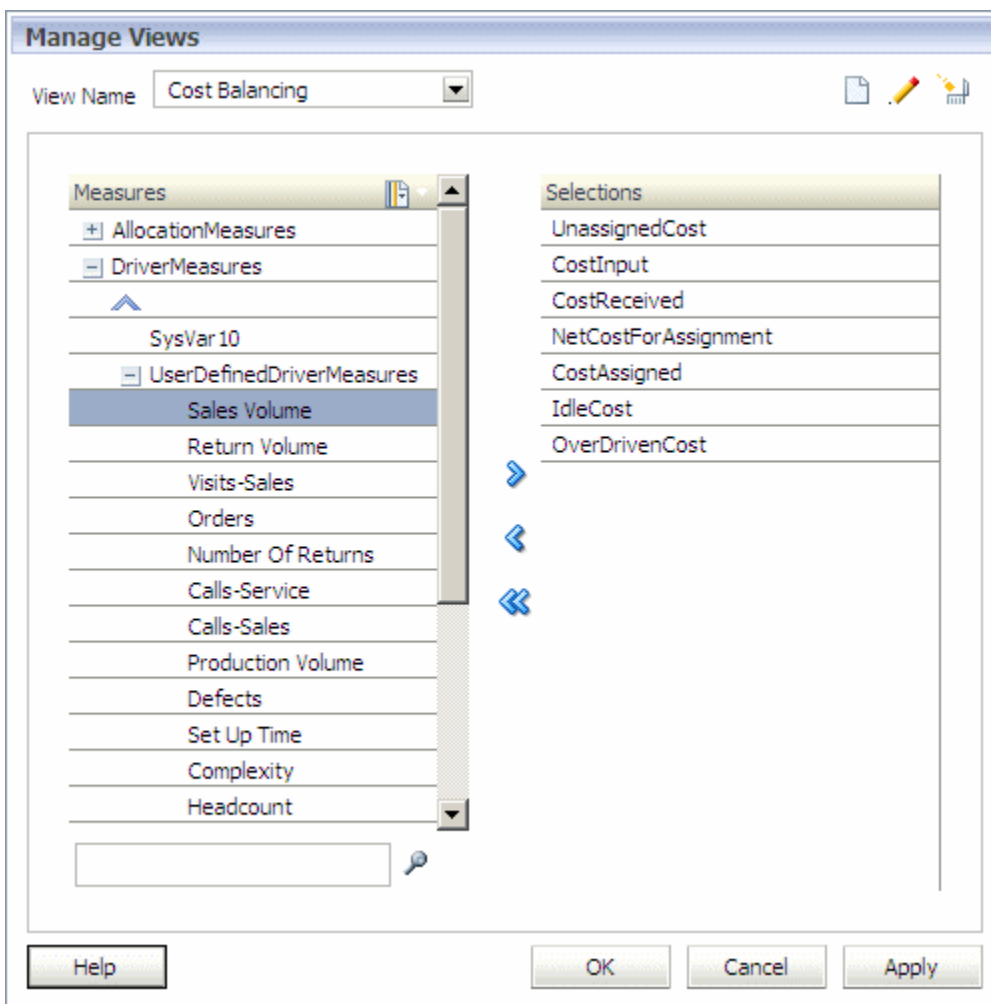 Manage Views
View Name Cost Balancing
Measures
AllocationMeasures
DriverMeasures
SysVar10
UserDefinedDriverMeasures
Sales Volume
Return Volume
Visits-Sales
Orders
Number Of Returns
Calls-Service
Calls-Sales
Production Volume
Defects
Set Up Time
Complexity
Headcount
Selections
UnassignedCost
CostInput
CostReceived
NetCostForAssignment
CostAssigned
IdleCost
OverDrivenCost
Help OK Cancel Apply